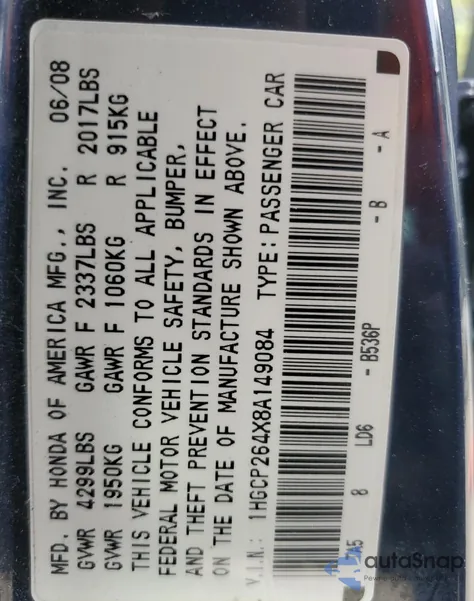 MFD. BY HONDA OF AMERICA MFG., INC. 06/08
GVWR 4299LBS GAWR F 2337LBS R 2017LBS
GVWR 1950KG GAWR F 1060KG R 915KG
THIS VEHICLE CONFORMS TO ALL APPLICABLE
FEDERAL MOTOR VEHICLE SAFETY, BUMPER,
AND THEFT PREVENTION STANDARDS IN EFFECT
ON THE DATE OF MANUFACTURE SHOWN ABOVE.
V.I.N.: 1HGCP264X8A149084 TYPE: PASSENGER CAR
8 LD6 - B536P - B - A
autoSnap